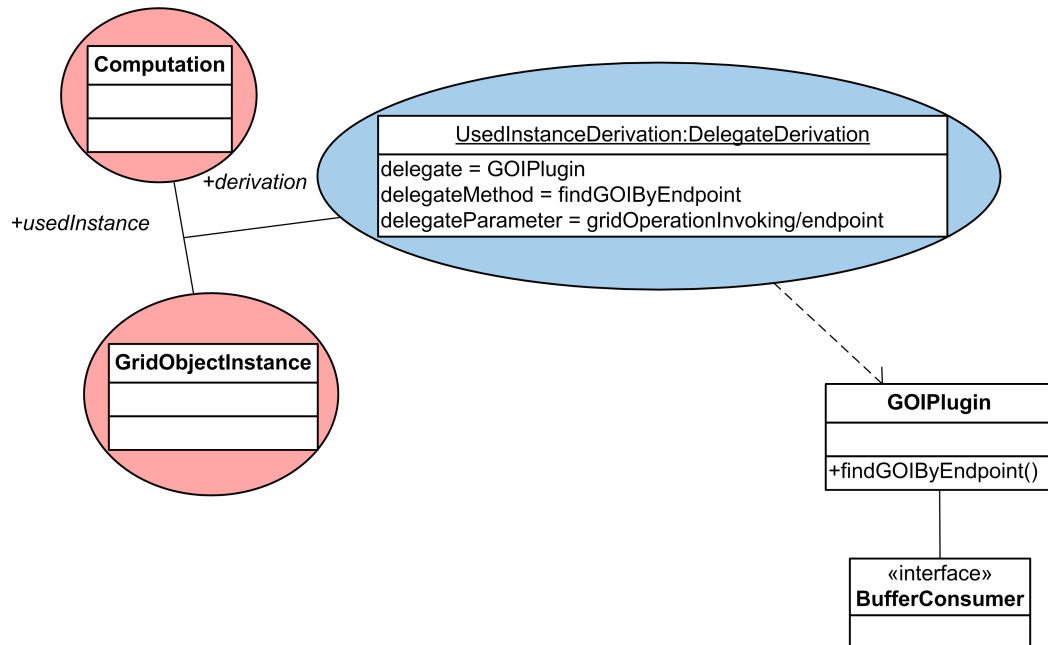 Computation
UsedInstanceDerivation:DelegateDerivation
delegate = GOIPlugin
delegateMethod = findGOIByEndpoint
delegateParameter = gridOperationInvoking/endpoint
+derivation
+usedInstance
GridObjectInstance
GOIPlugin
+findGOIByEndpoint()
«interface»
BufferConsumer